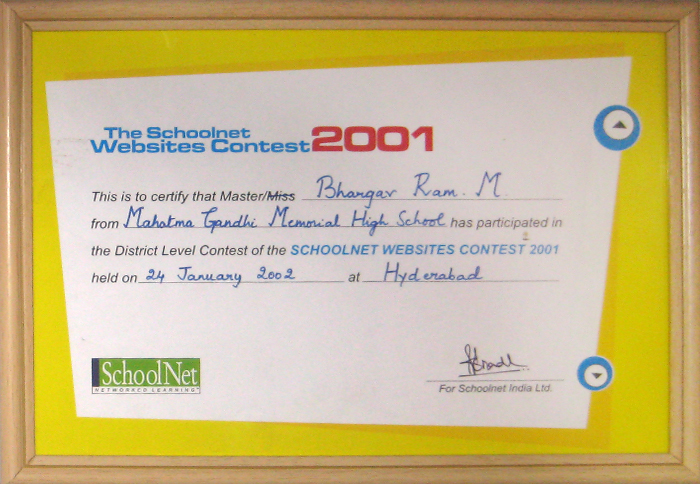 The Schoolnet
Websites Contest 2001
This is to certify that Master/Miss Bhargav Ram. M.
from Mahatma Gandhi Memorial High School has participated in
the District Level Contest of the SCHOOLNET WEBSITES CONTEST 2001
held on 24 January 2002 at Hyderabad
SchoolNet
NETWORKED LEARNING
For Schoolnet India Ltd.